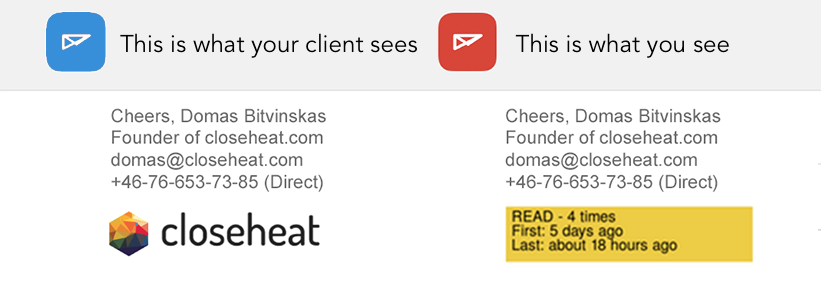 This is what your client sees
This is what you see
Cheers, Domas Bitvinskas
Founder of closeheat.com
domas@closeheat.com
+46-76-653-73-85 (Direct)
closeheat
Cheers, Domas Bitvinskas
Founder of closeheat.com
domas@closeheat.com
+46-76-653-73-85 (Direct)
READ - 4 times
First: 5 days ago
Last: about 18 hours ago